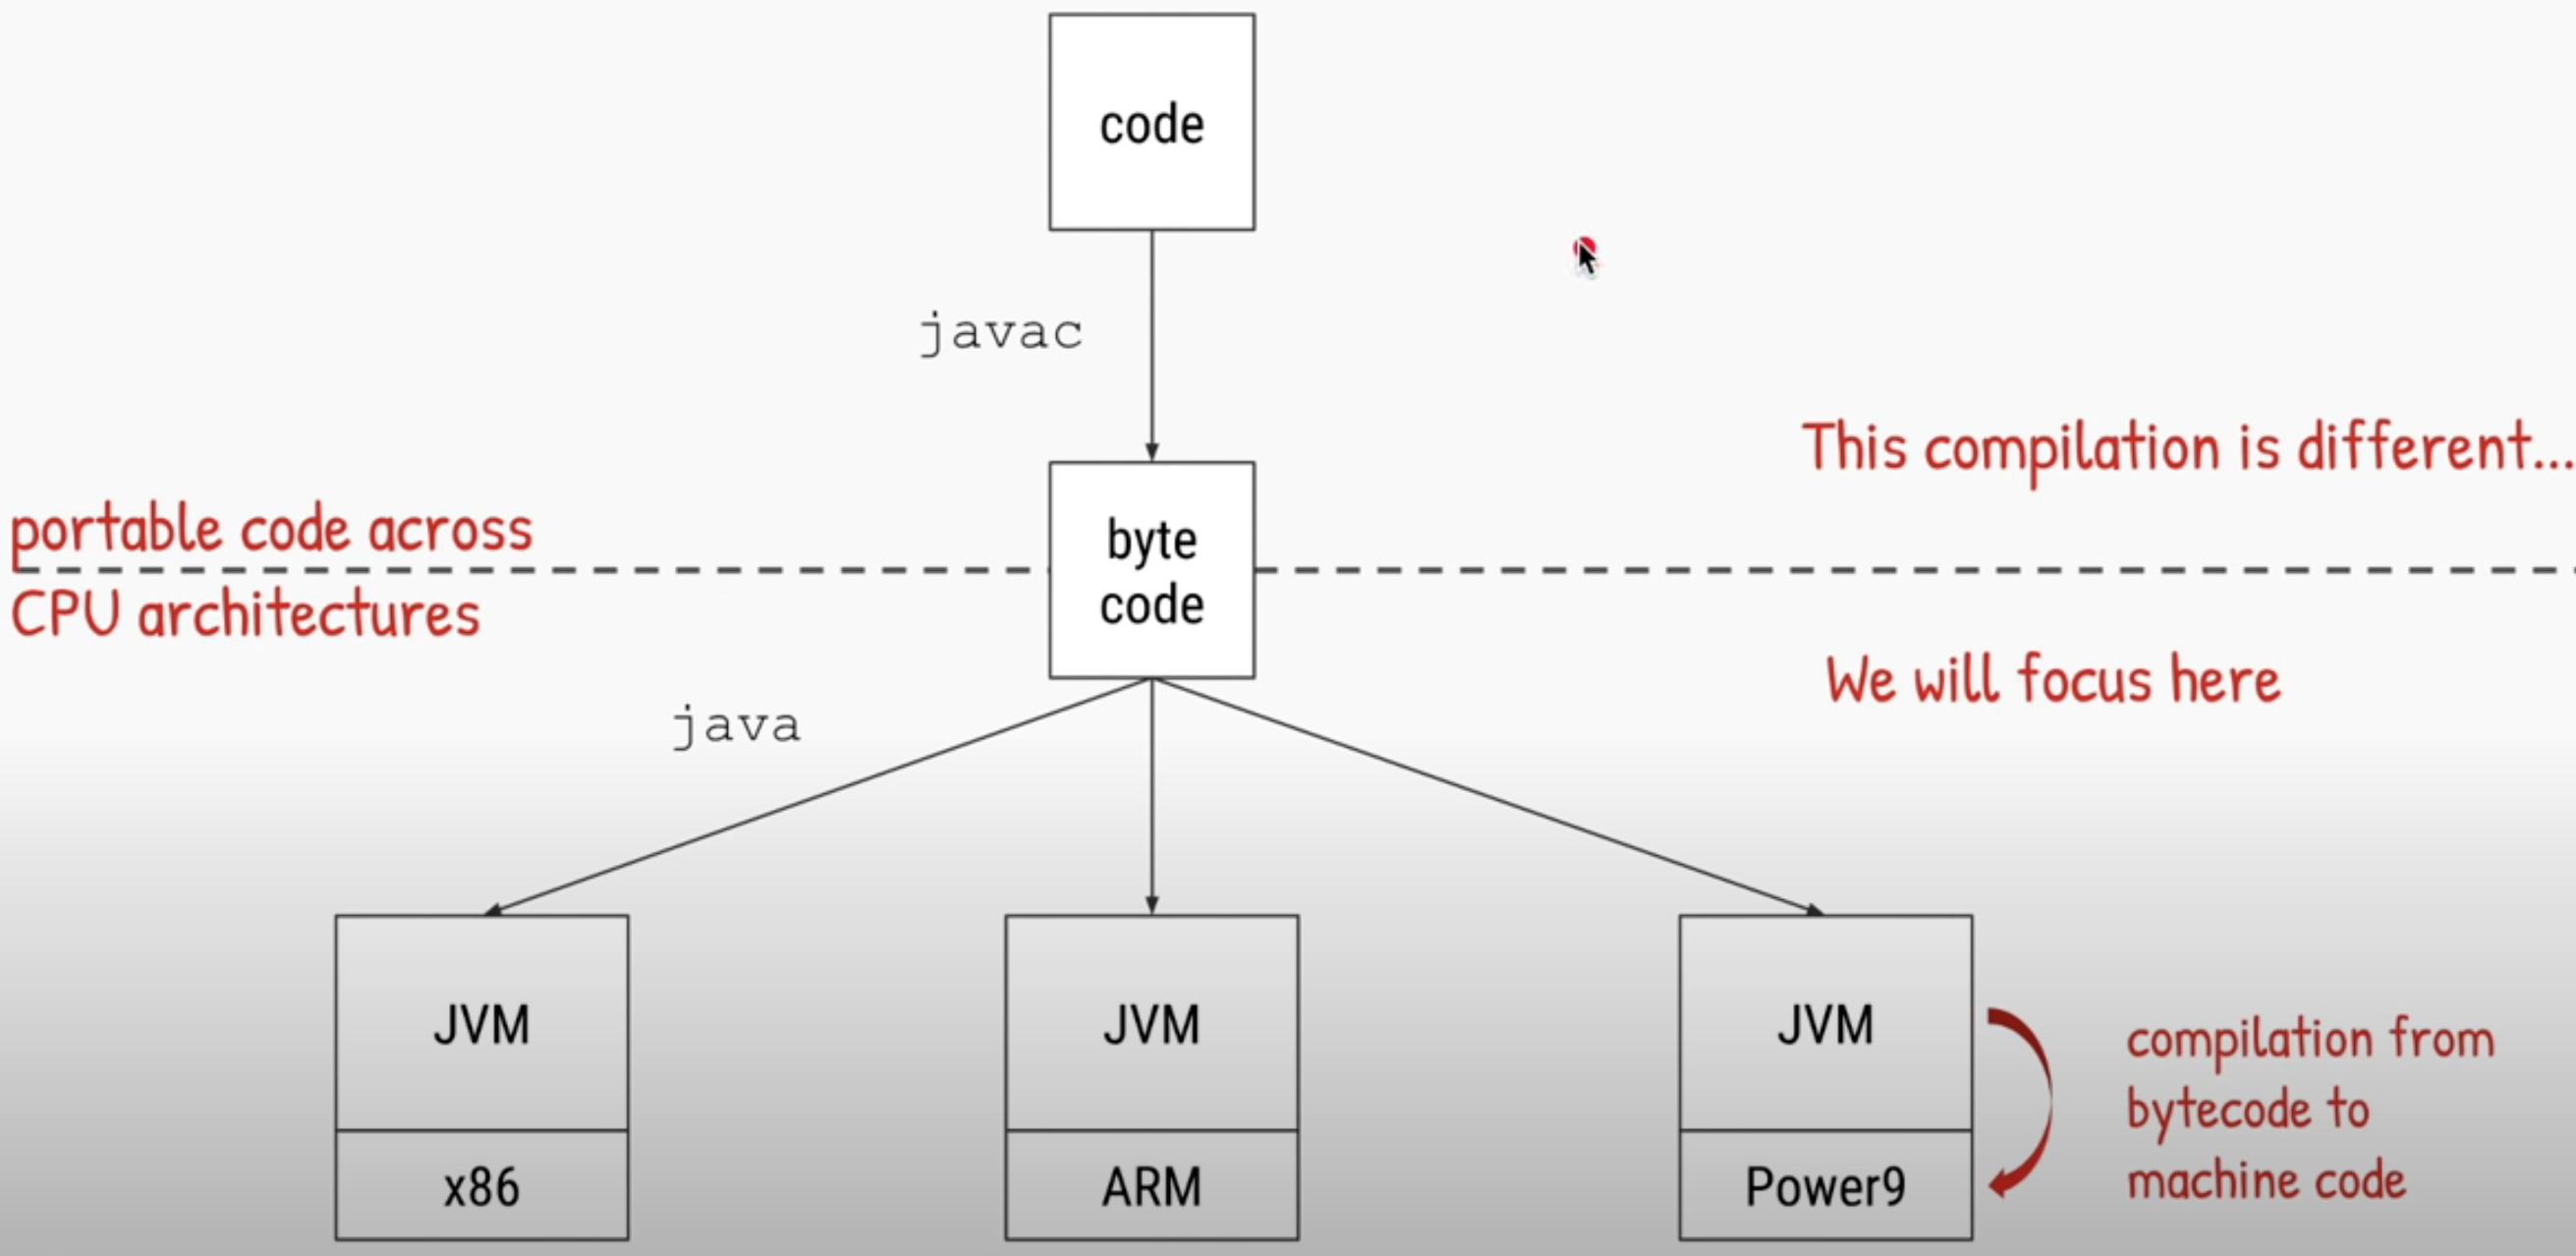 code
javac
This compilation is different...
portable code across
byte
code
CPU architectures
We will focus here
java
JVM
JVM
JVM
compilation from
bytecode to
machine code
x86
ARM
Power9